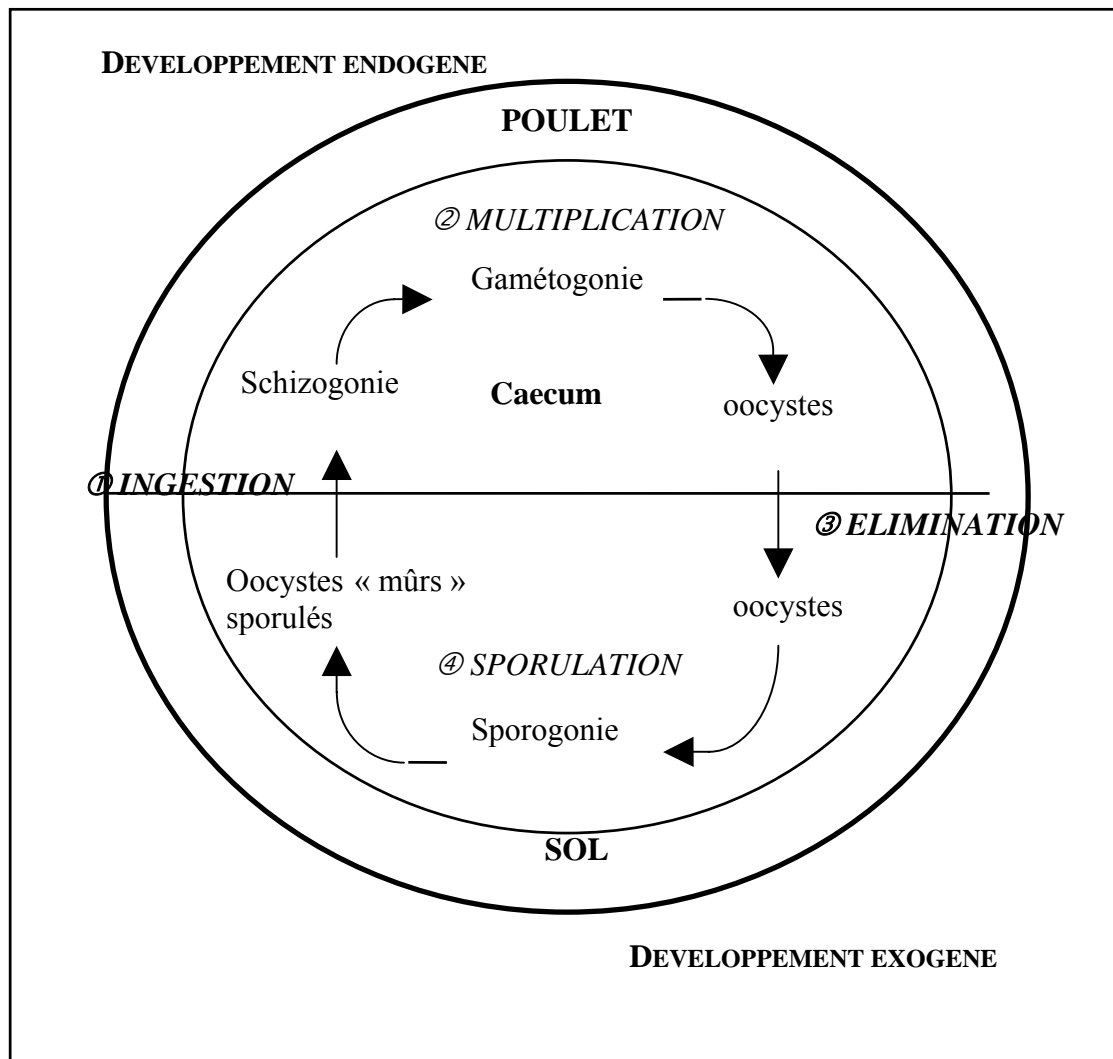 DEVELOPPEMENT ENDOGENE
POULET
② MULTIPLICATION
Gamétogonie
Schizogonie
Caecum
oocystes
① INGESTION
③ ELIMINATION
Oocystes « mûrs »
sporulés
oocystes
④ SPORULATION
Sporogonie
SOL
DEVELOPPEMENT EXOGENE